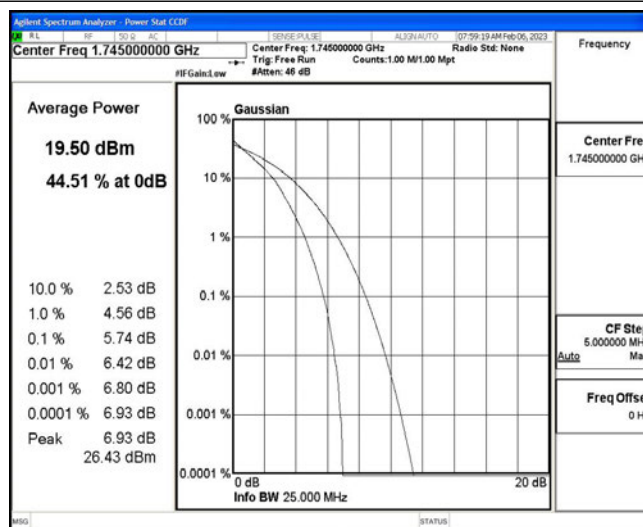 Agilent Spectrum Analyzer - Power Stat CCDF
RL RF 50 Ω AC SENSE:PULSE ALIGN AUTO 07:59:19 AM Feb 06, 2023
Center Freq 1.745000000 GHz
Center Freq: 1.745000000 GHz Radio Std: None
Trig: Free Run Counts:1.00 M/1.00 Mpt
#IFGain:Low #Atten: 46 dB
Frequency
Average Power
19.50 dBm
44.51 % at 0dB
10.0 % 2.53 dB
1.0 % 4.56 dB
0.1 % 5.74 dB
0.01 % 6.42 dB
0.001 % 6.80 dB
0.0001 % 6.93 dB
Peak 6.93 dB
26.43 dBm
Gaussian
100 %
10 %
1 %
0.1 %
0.01 %
0.001 %
0.0001 %
0 dB 20 dB
Info BW 25.000 MHz
Center Fre
1.745000000 GH
CF Ste
5.000000 MH
Auto Ma
Freq Offse
0 H
MSG STATUS